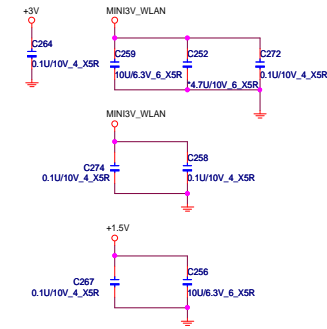 +3V
MINI3V_WLAN
C264
0.1U/10V_4_X5R
C259
10U/6.3V_6_X5R
C252
*4.7U/10V_6_X5R
C272
0.1U/10V_4_X5R
MINI3V_WLAN
C274
0.1U/10V_4_X5R
C258
0.1U/10V_4_X5R
+1.5V
C267
0.1U/10V_4_X5R
C256
10U/6.3V_6_X5R